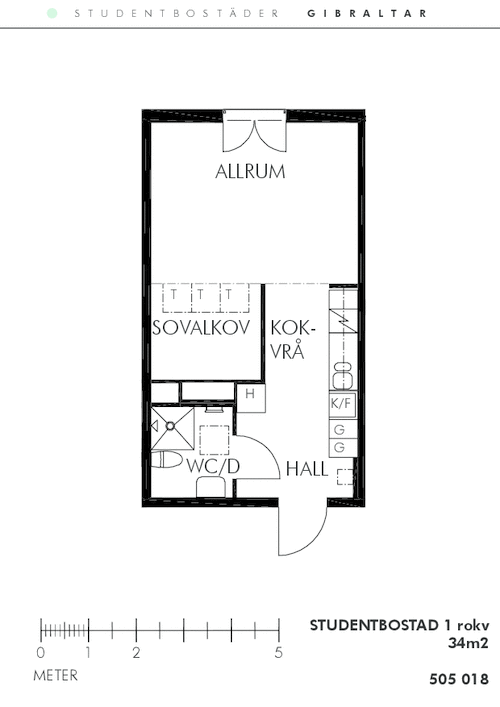 STUDENTBOSTÄDER GIBRALTAR
ALLRUM
T T T
SOVALKOV
KOK-
VRÅ
H
K/F
G
G
WC/D
HALL
0 1 2 5
METER
STUDENTBOSTAD 1 rokv
34m2
505 018